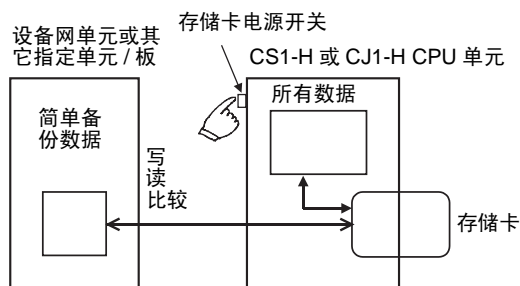 设备网单元或其
它指定单元 / 板
存储卡电源开关
CS1-H 或 CJ1-H CPU 单元
简单备
份数据
写
读
比较
所有数据
存储卡